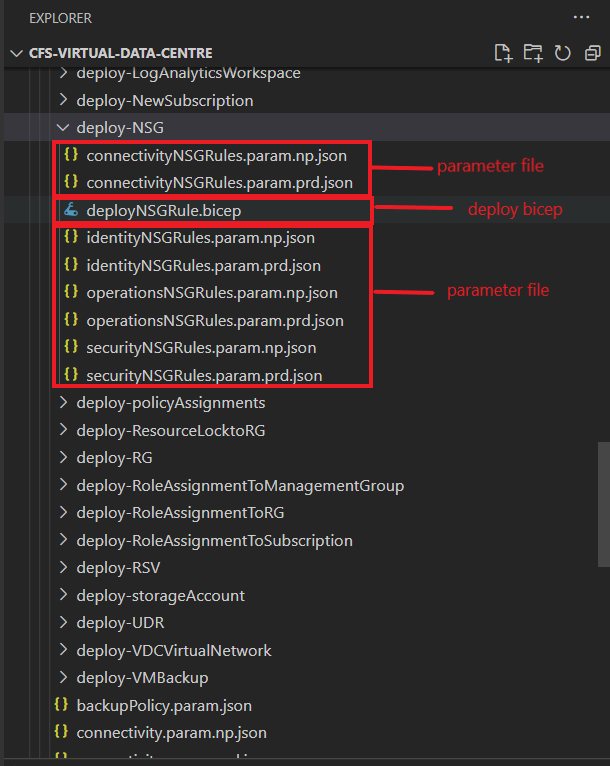 EXPLORER
CFS-VIRTUAL-DATA-CENTRE
deploy-LogAnalyticsWorkspace
deploy-NewSubscription
deploy-NSG
{} connectivityNSGRules.param.np.json
parameter file
{} connectivityNSGRules.param.prd.json
deployNSGRule.bicep
deploy bicep
{} identityNSGRules.param.np.json
{} identityNSGRules.param.prd.json
{} operationsNSGRules.param.np.json
parameter file
{} operationsNSGRules.param.prd.json
{} securityNSGRules.param.np.json
{} securityNSGRules.param.prd.json
deploy-policyAssignments
deploy-ResourceLocktoRG
deploy-RG
deploy-RoleAssignmentToManagementGroup
deploy-RoleAssignmentToRG
deploy-RoleAssignmentToSubscription
deploy-RSV
deploy-storageAccount
deploy-UDR
deploy-VDCVirtualNetwork
deploy-VMBackup
{} backupPolicy.param.json
{} connectivity.param.np.json